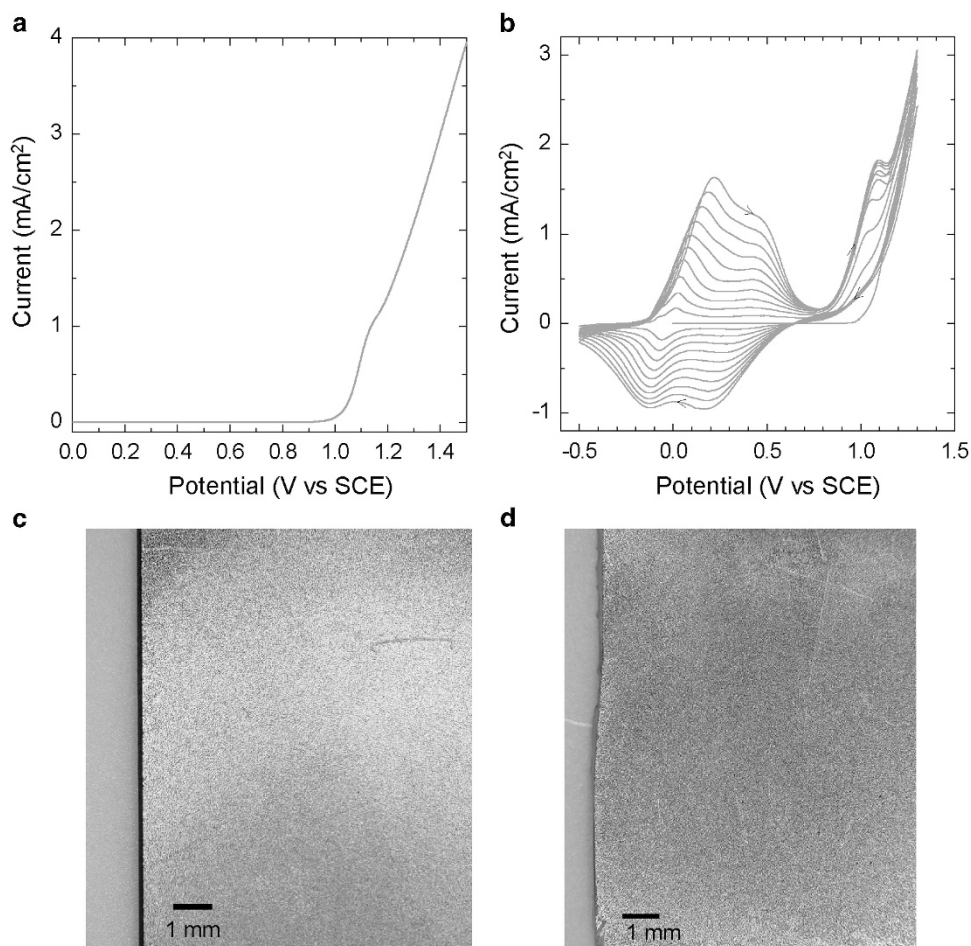 a
b
4
3
2
1
0
Current (mA/cm²)
0.0 0.2 0.4 0.6 0.8 1.0 1.2 1.4
Potential (V vs SCE)
3
2
1
0
-1
Current (mA/cm²)
-0.5 0.0 0.5 1.0 1.5
Potential (V vs SCE)
c
d
1 mm
1 mm